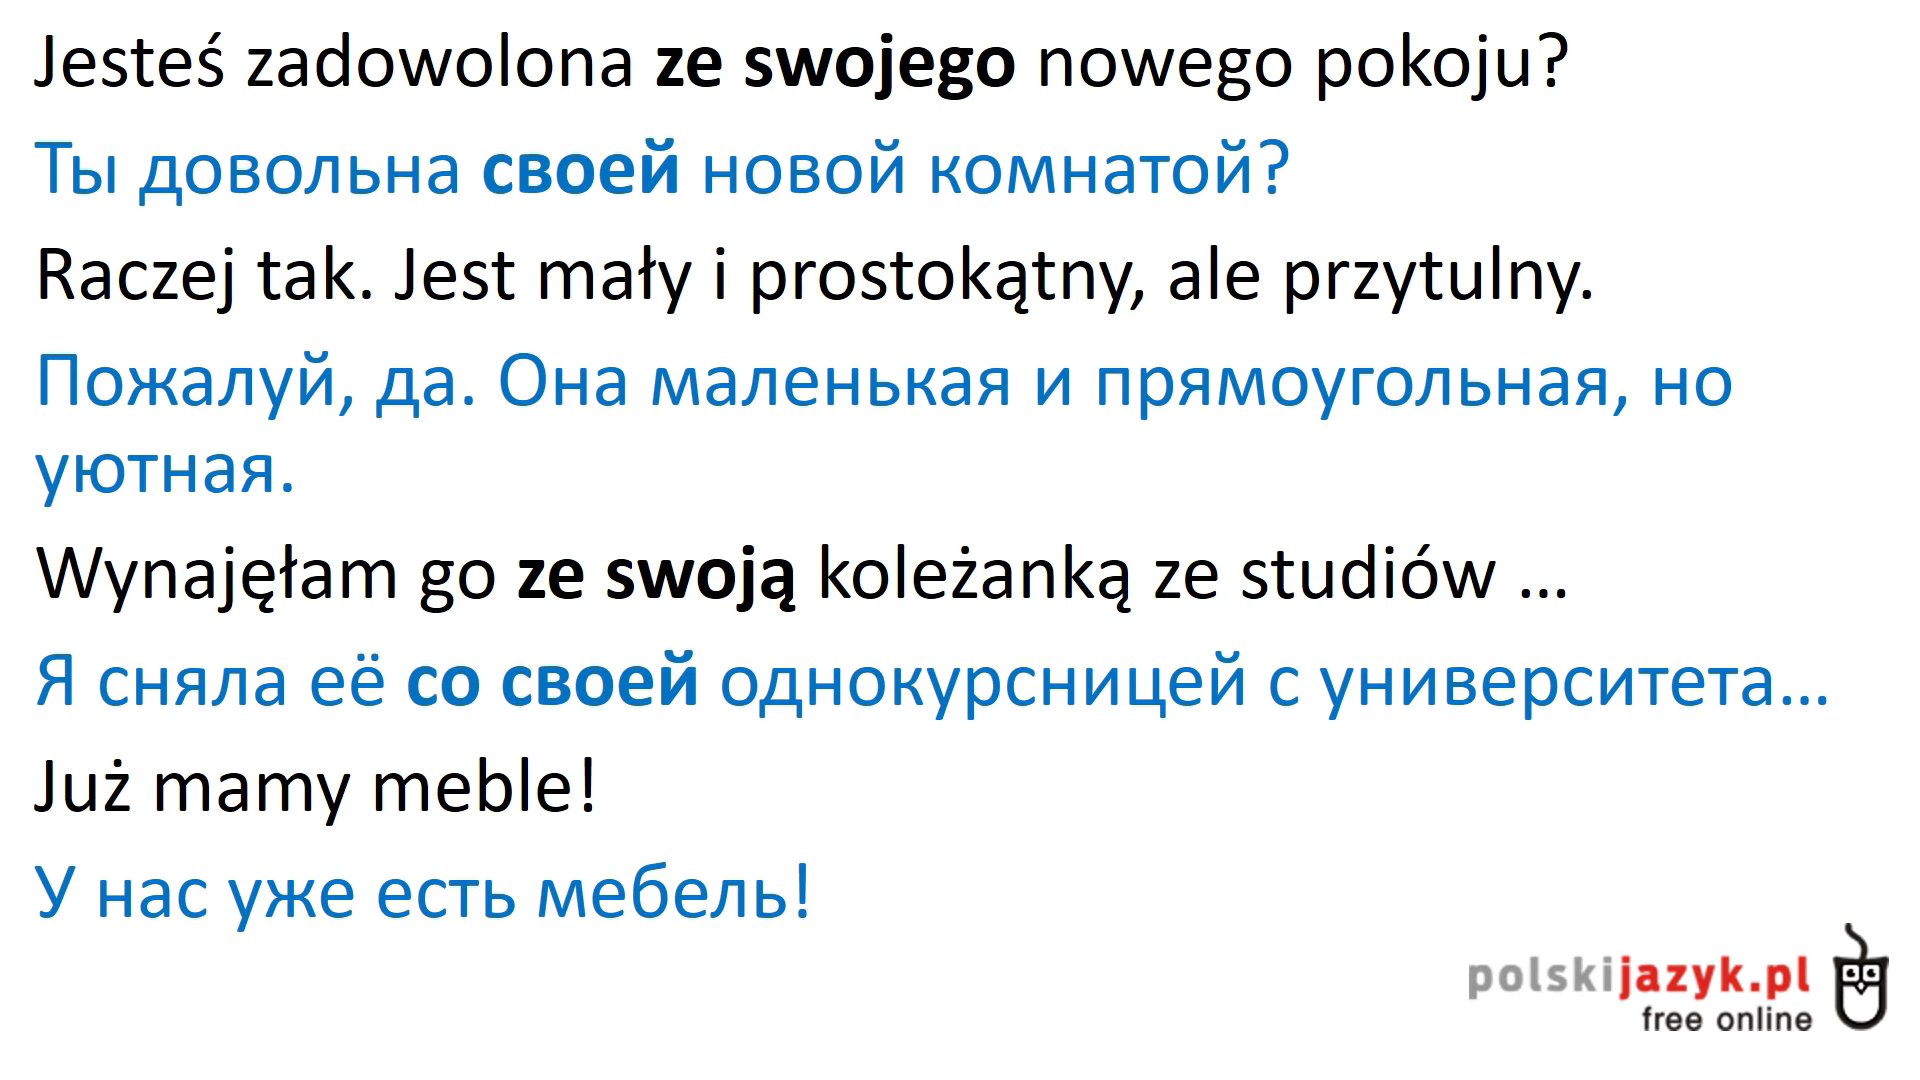 Jesteś zadowolona ze swojego nowego pokoju?
Ты довольна своей новой комнатой?
Raczej tak. Jest mały i prostokątny, ale przytulny.
Пожалуй, да. Она маленькая и прямоугольная, но
уютная.
Wynajęłam go ze swoją koleżanką ze studiów ...
Я сняла её со своей однокурсницей с университета...
Już mamy meble!
У нас уже есть мебель!
polskijazyk.pl
free online